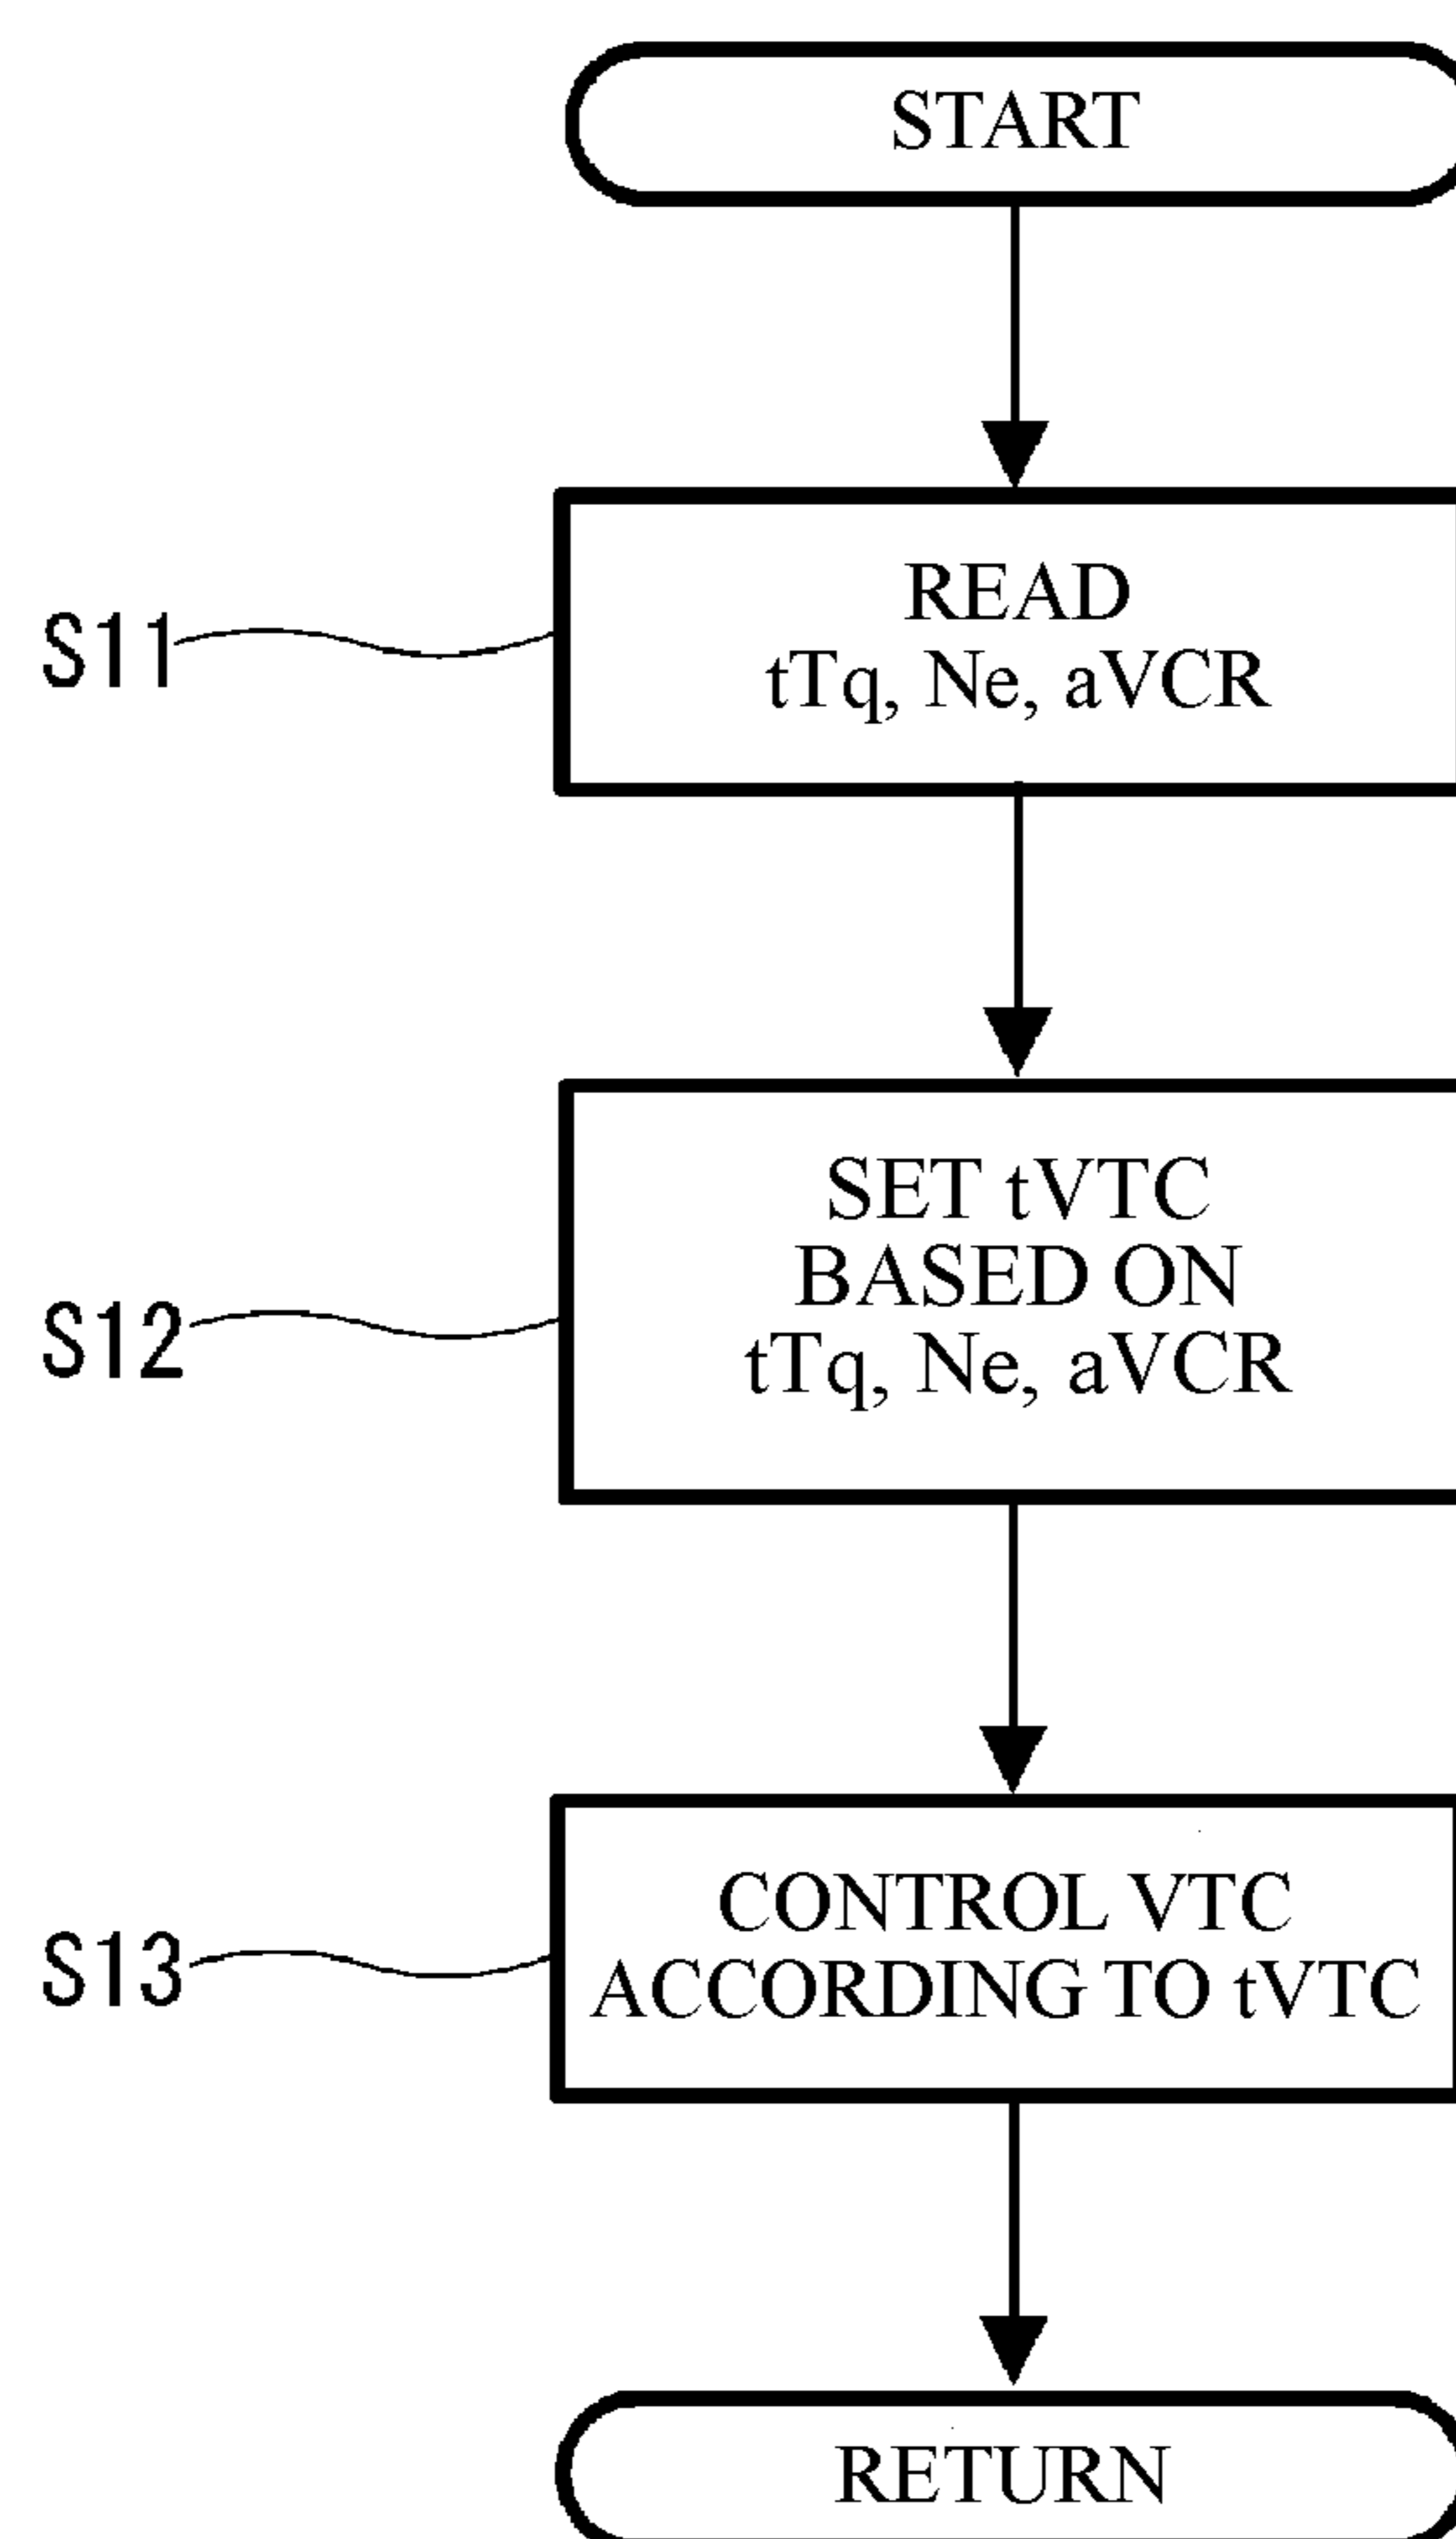 START
S11
READ
tTq, Ne, aVCR
S12
SET tVTC
BASED ON
tTq, Ne, aVCR
S13
CONTROL VTC
ACCORDING TO tVTC
RETURN